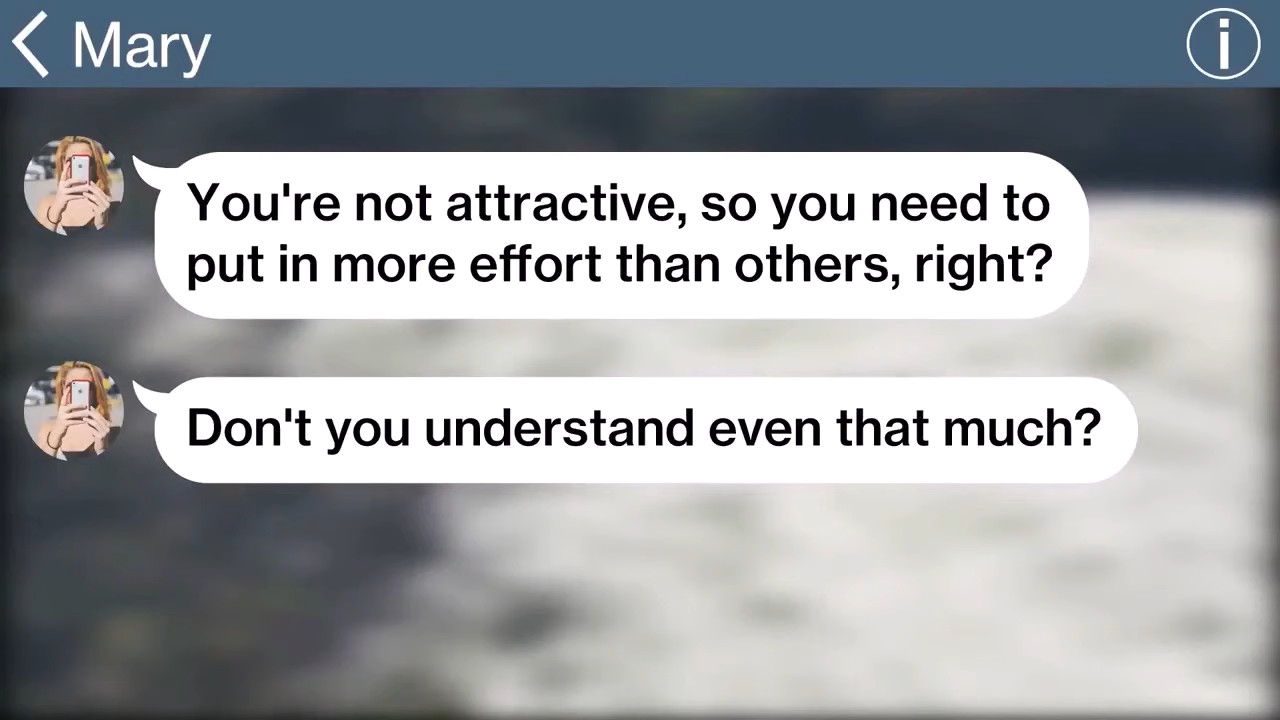 Mary
You're not attractive, so you need to
put in more effort than others, right?
Don't you understand even that much?